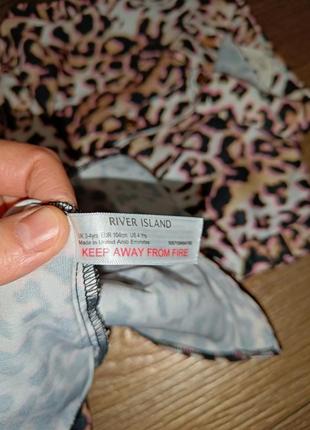 RIVER ISLAND
UK 3-4yrs EUR 104cm US 4 Yrs
Made in United Arab Emirates
KEEP AWAY FROM FIRE